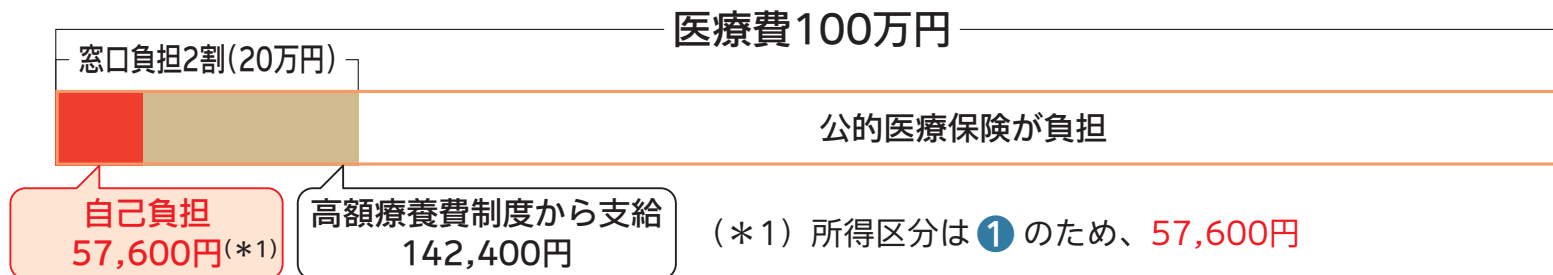 医療費100万円
窓口負担2割(20万円)
公的医療保険が負担
自己負担
57,600円(＊1)
高額療養費制度から支給
142,400円
（＊1）所得区分は❶のため、57,600円